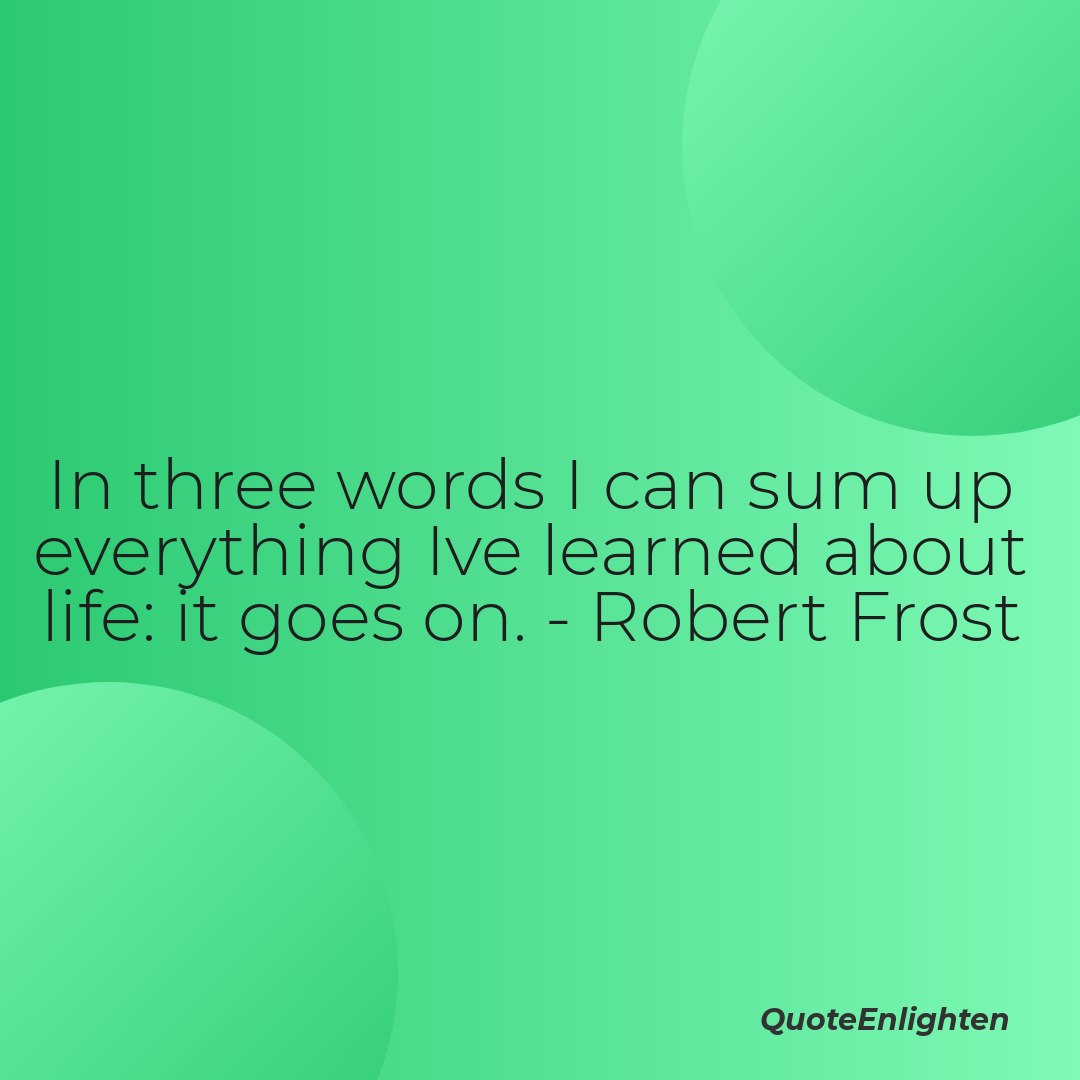 In three words I can sum up
everything Ive learned about
life: it goes on. - Robert Frost
QuoteEnlighten